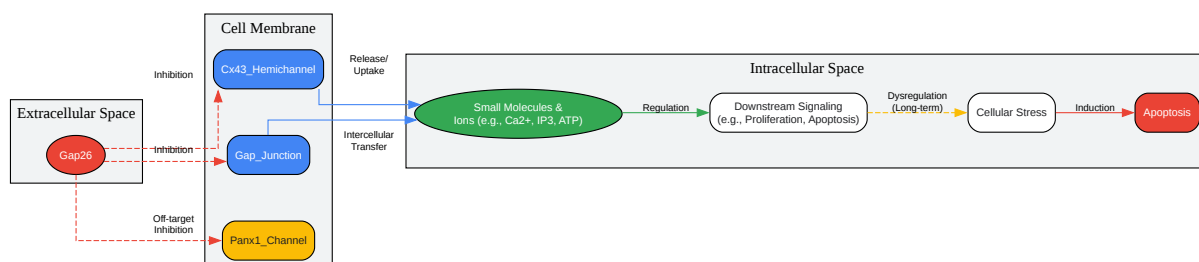 Extracellular Space
Gap26
Inhibition
Inhibition
Off-target
Inhibition
Cell Membrane
Cx43_Hemichannel
Gap_Junction
Panx1_Channel
Release/
Uptake
Intercellular
Transfer
Intracellular Space
Small Molecules &
Ions (e.g., Ca2+, IP3, ATP)
Regulation
Downstream Signaling
(e.g., Proliferation, Apoptosis)
Dysregulation
(Long-term)
Cellular Stress
Induction
Apoptosis